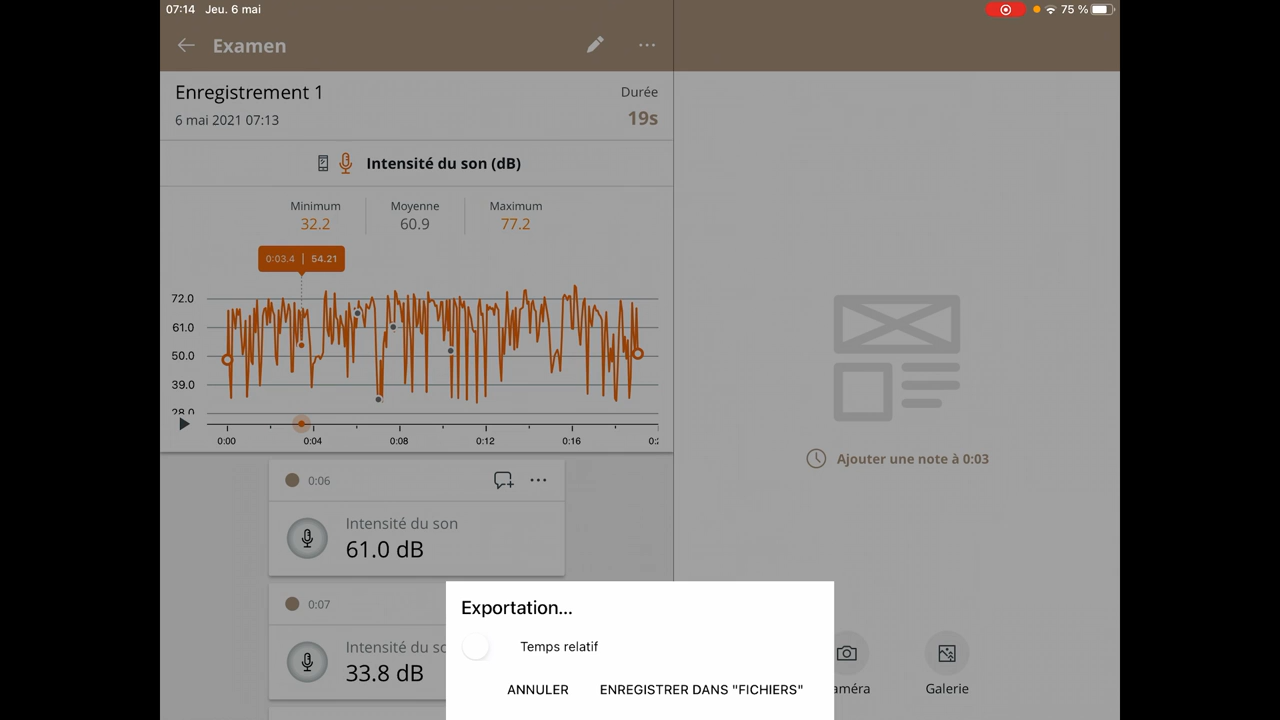 07:14 Jeu. 6 mai
75 %
Examen
Enregistrement 1
Durée
6 mai 2021 07:13
19s
Intensité du son (dB)
Minimum
Moyenne
Maximum
32.2
60.9
77.2
0:03.4 | 54.21
72.0
61.0
50.0
39.0
28.0
0:00
0:04
0:08
0:12
0:16
Ajouter une note à 0:03
0:06
Intensité du son
61.0 dB
0:07
Intensité du so
33.8 dB
Exportation...
Temps relatif
ANNULER
ENREGISTRER DANS "FICHIERS"
améra
Galerie